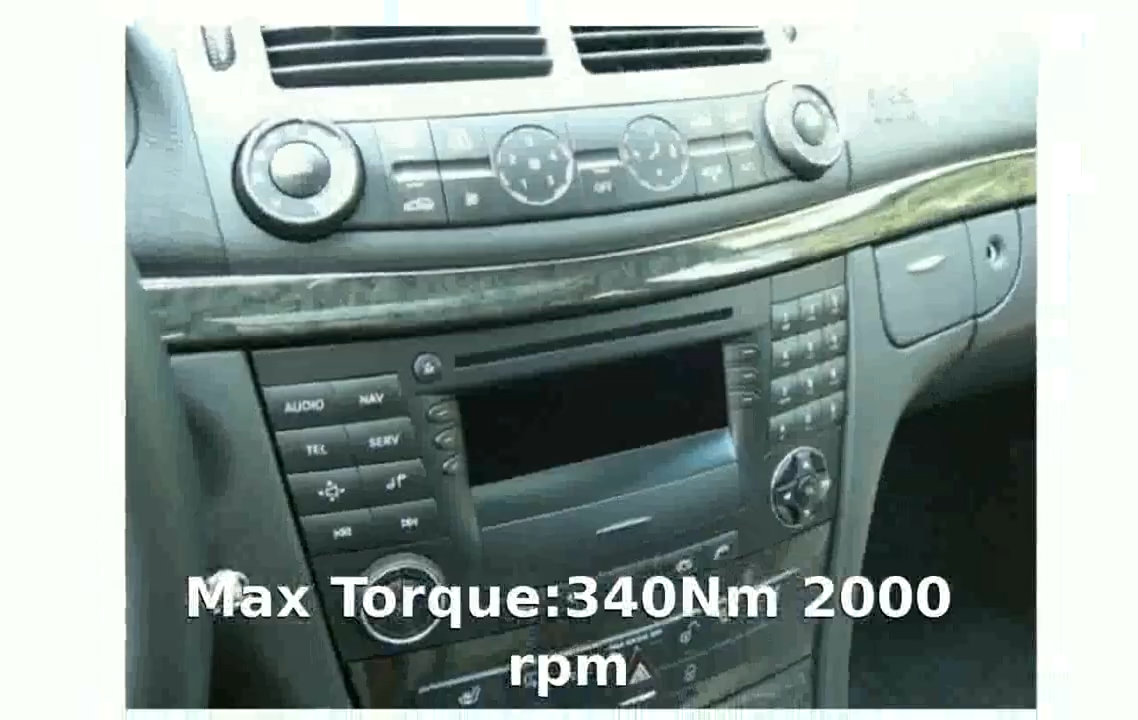 OFF
AUDIO NAV
TEL SERV
Max Torque:340Nm 2000
rpm